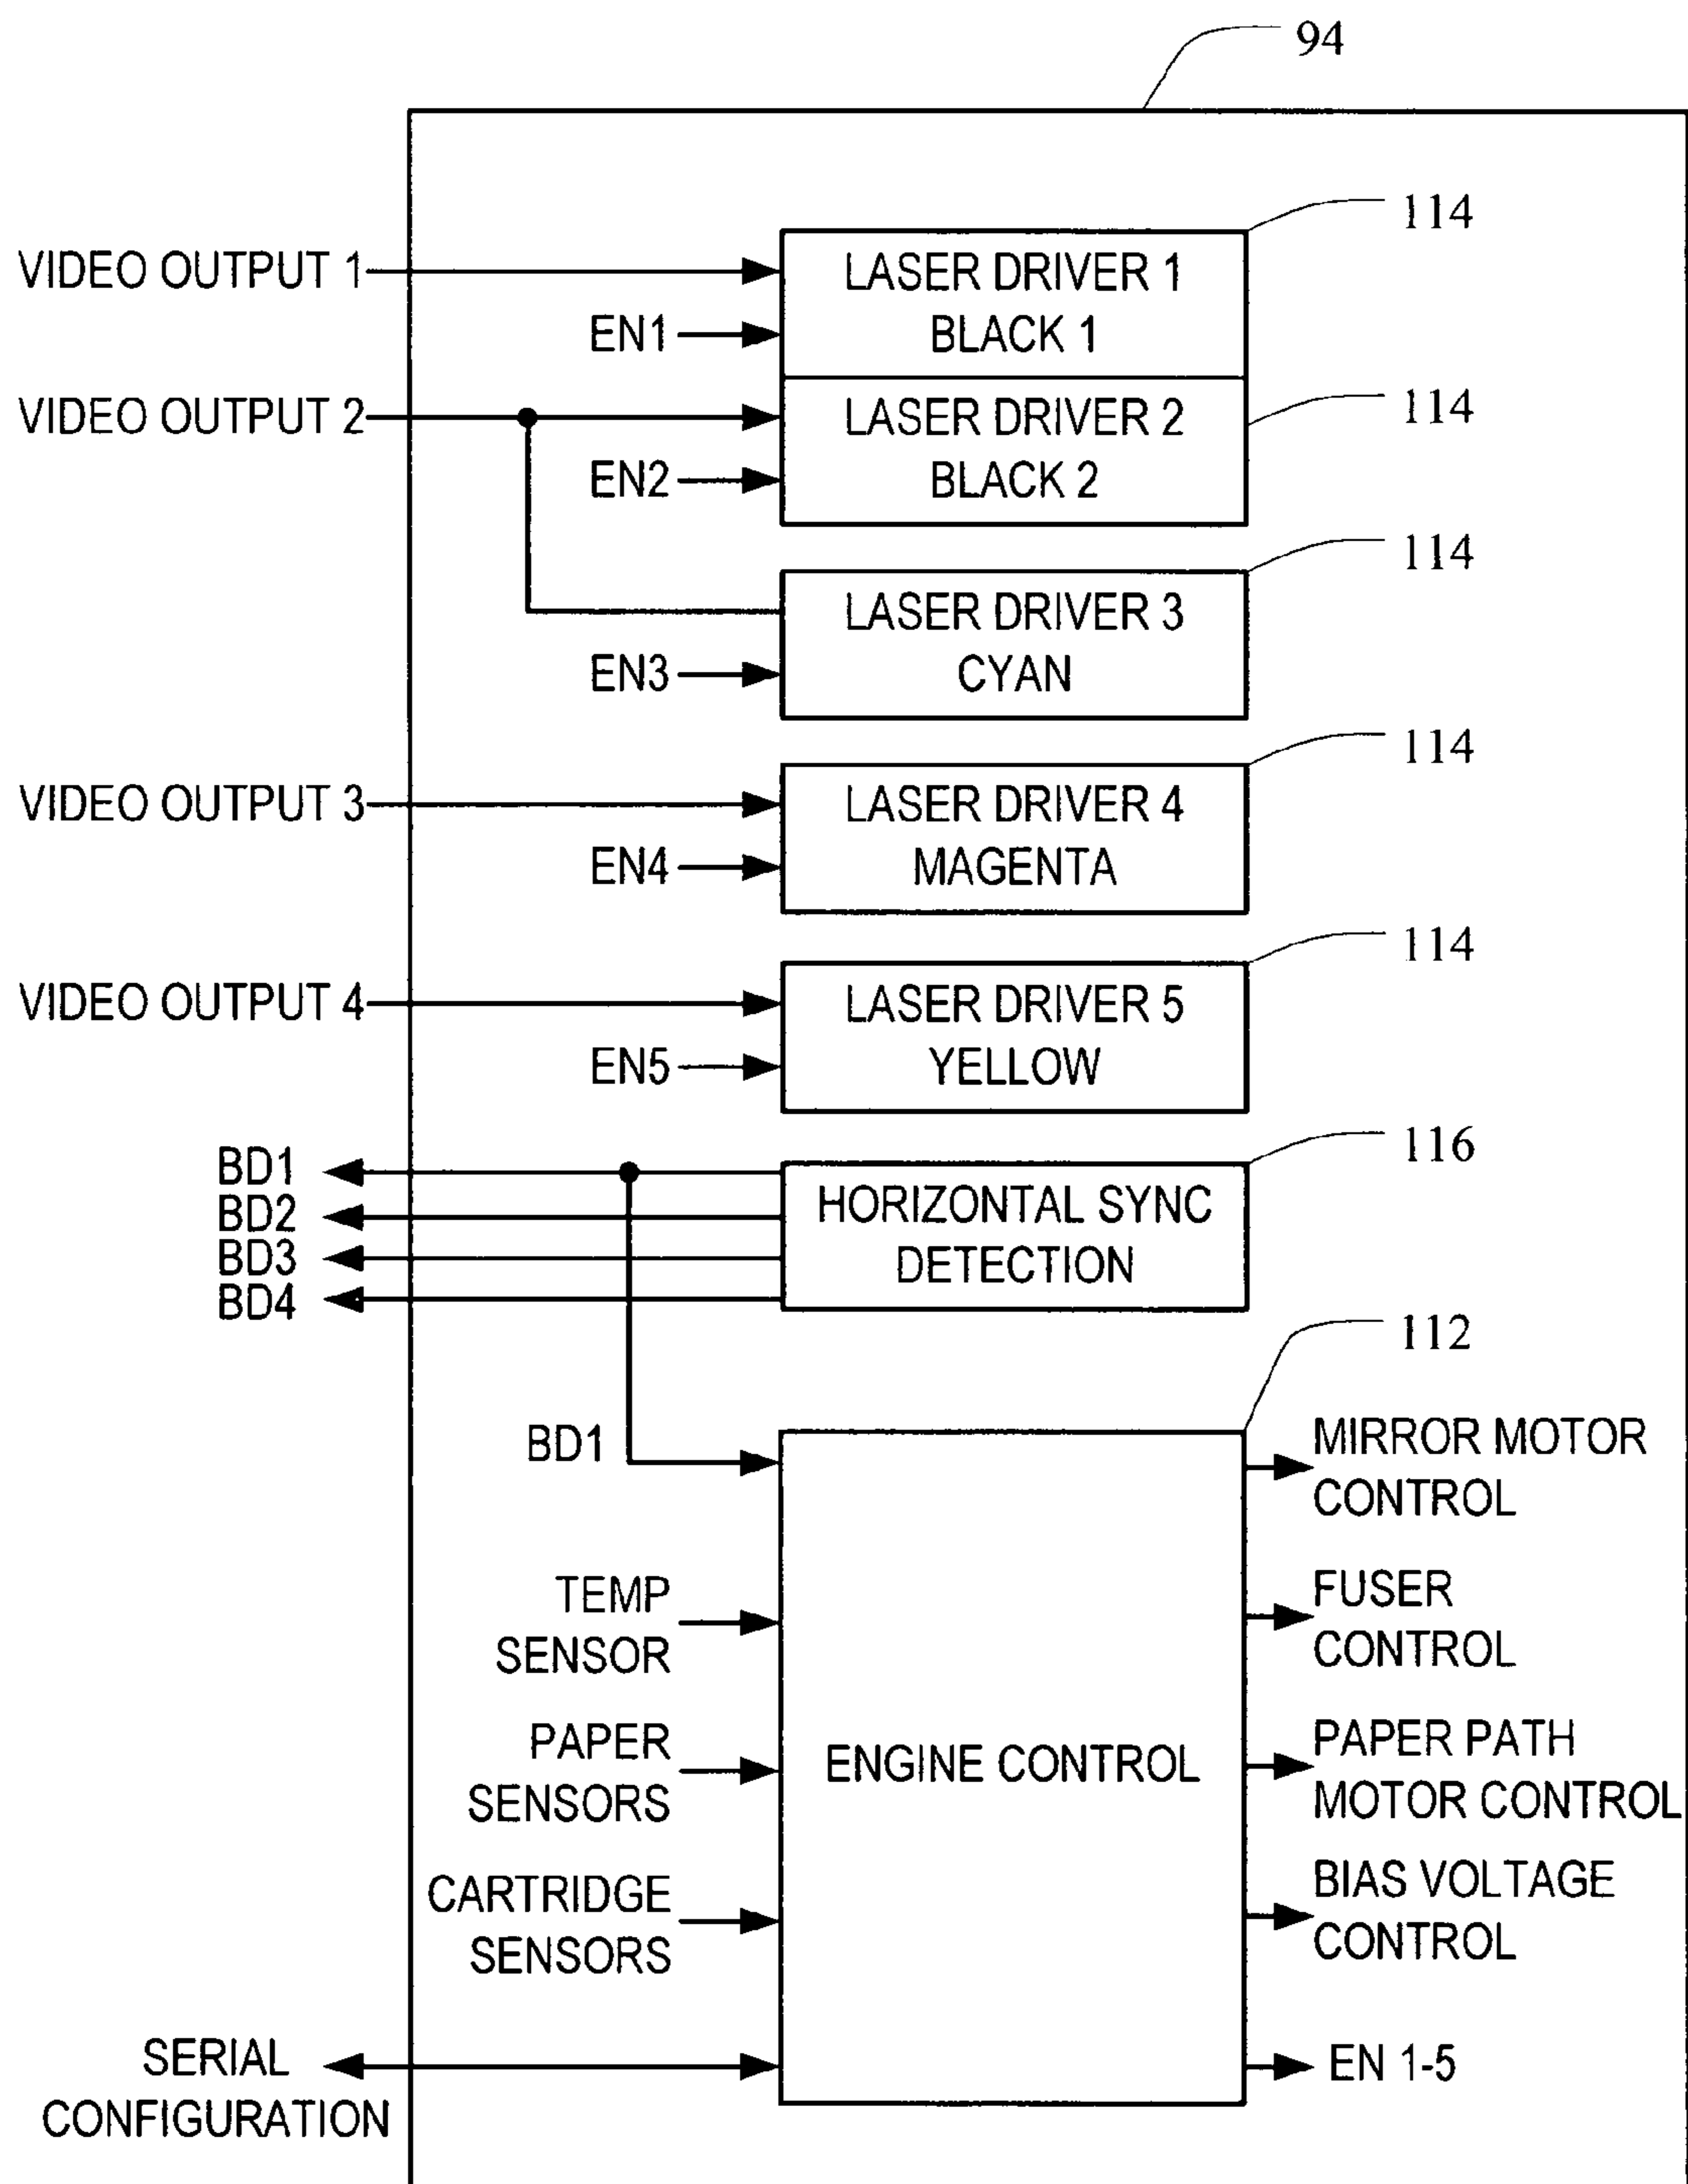 94
114
VIDEO OUTPUT 1
LASER DRIVER 1
EN1
BLACK 1
114
VIDEO OUTPUT 2
LASER DRIVER 2
EN2
BLACK 2
114
LASER DRIVER 3
EN3
CYAN
114
VIDEO OUTPUT 3
LASER DRIVER 4
EN4
MAGENTA
114
VIDEO OUTPUT 4
LASER DRIVER 5
EN5
YELLOW
116
BD1
BD2
BD3
BD4
HORIZONTAL SYNC
DETECTION
112
BD1
MIRROR MOTOR
CONTROL
TEMP
SENSOR
FUSER
CONTROL
PAPER
SENSORS
ENGINE CONTROL
PAPER PATH
MOTOR CONTROL
CARTRIDGE
SENSORS
BIAS VOLTAGE
CONTROL
SERIAL
CONFIGURATION
EN 1-5